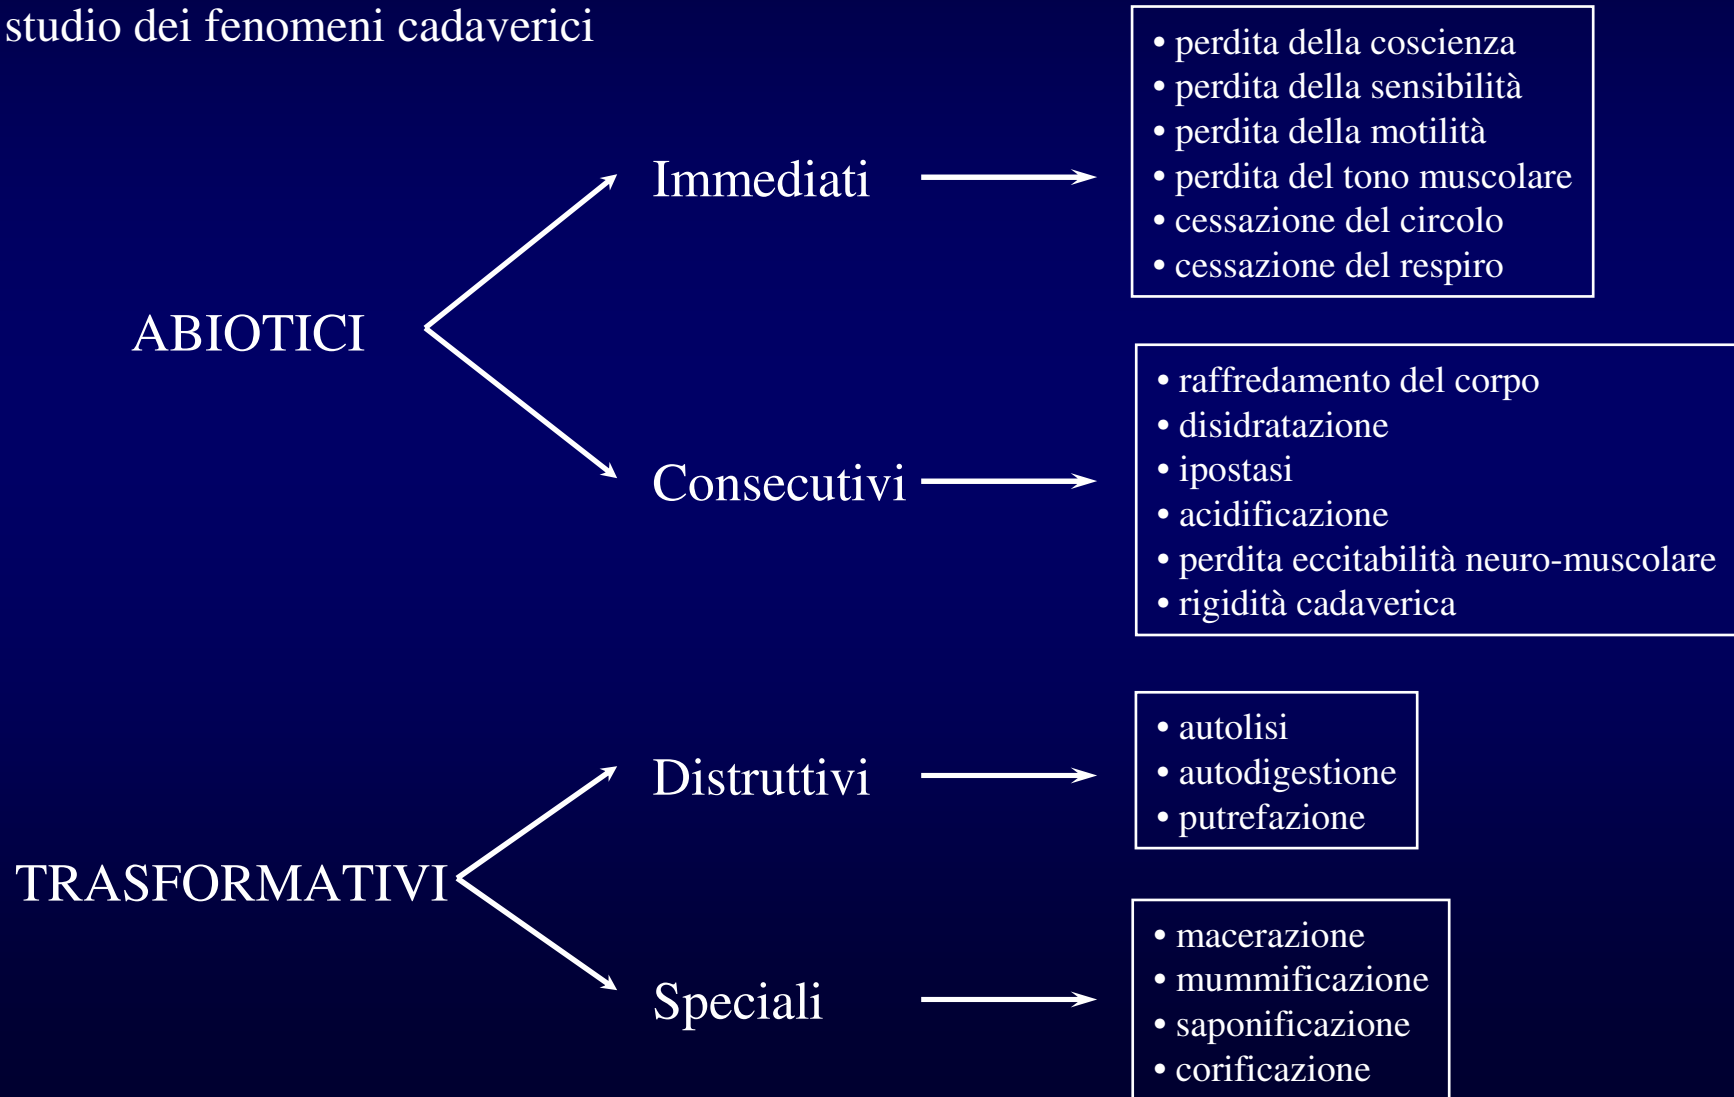 studio dei fenomeni cadaverici
ABIOTICI
Immediati
• perdita della coscienza
• perdita della sensibilità
• perdita della motilità
• perdita del tono muscolare
• cessazione del circolo
• cessazione del respiro
Consecutivi
• raffredamento del corpo
• disidratazione
• ipostasi
• acidificazione
• perdita eccitabilità neuro-muscolare
• rigidità cadaverica
TRASFORMATIVI
Distruttivi
• autolisi
• autodigestione
• putrefazione
Speciali
• macerazione
• mummificazione
• saponificazione
• corificazione